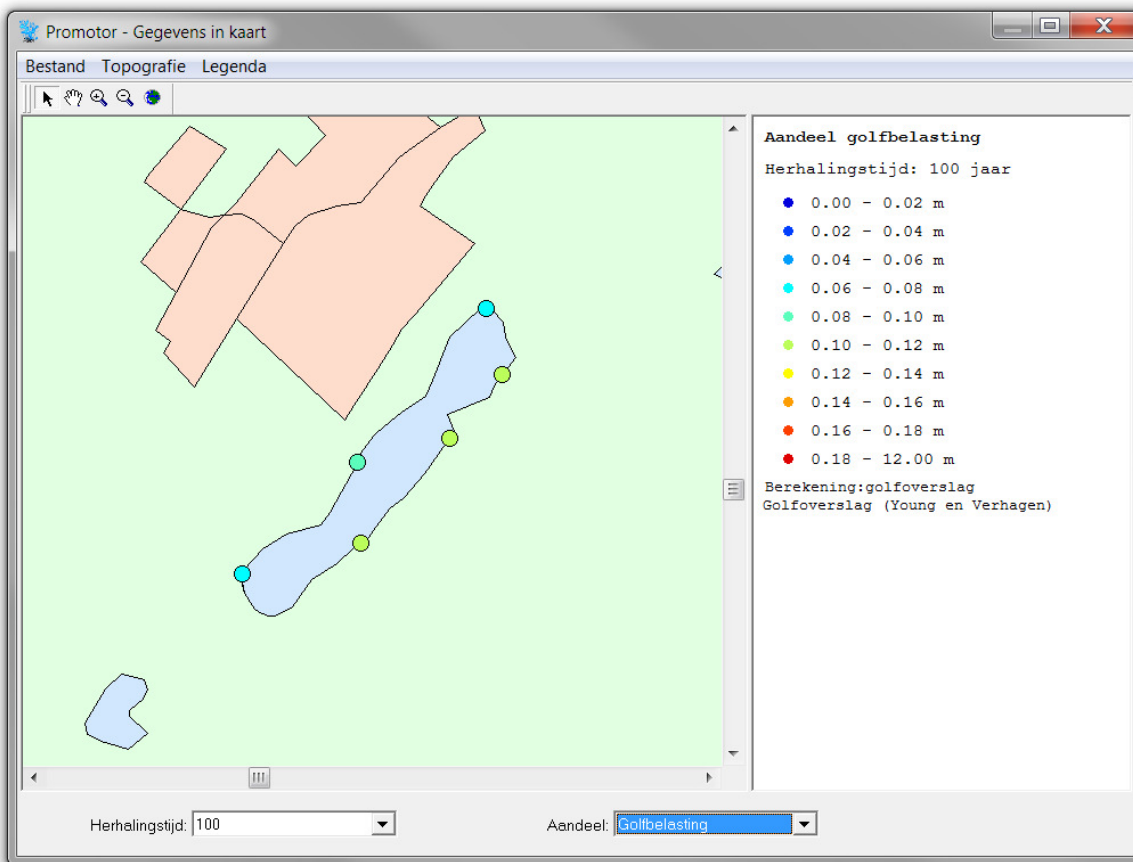 Promotor - Gegevens in kaart
Bestand Topografie Legenda
Aandeel golfbelasting
Herhalingstijd: 100 jaar
0.00 - 0.02 m
0.02 - 0.04 m
0.04 - 0.06 m
0.06 - 0.08 m
0.08 - 0.10 m
0.10 - 0.12 m
0.12 - 0.14 m
0.14 - 0.16 m
0.16 - 0.18 m
0.18 - 12.00 m
Berekening:golfoverslag
Golfoverslag (Young en Verhagen)
Herhalingstijd: 100 Aandeel: Golfbelasting